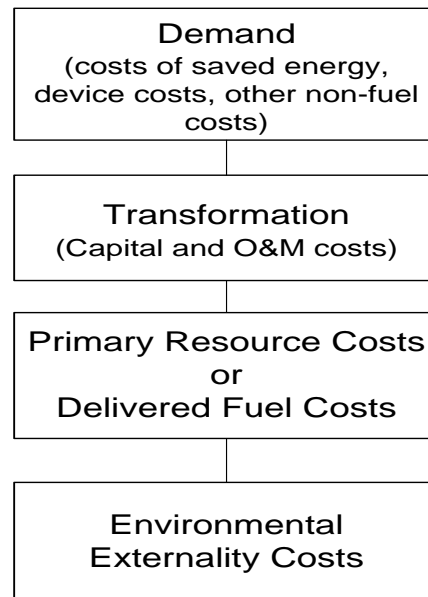 Demand
(costs of saved energy,
device costs, other non-fuel
costs)
Transformation
(Capital and O&M costs)
Primary Resource Costs
or
Delivered Fuel Costs
Environmental
Externality Costs